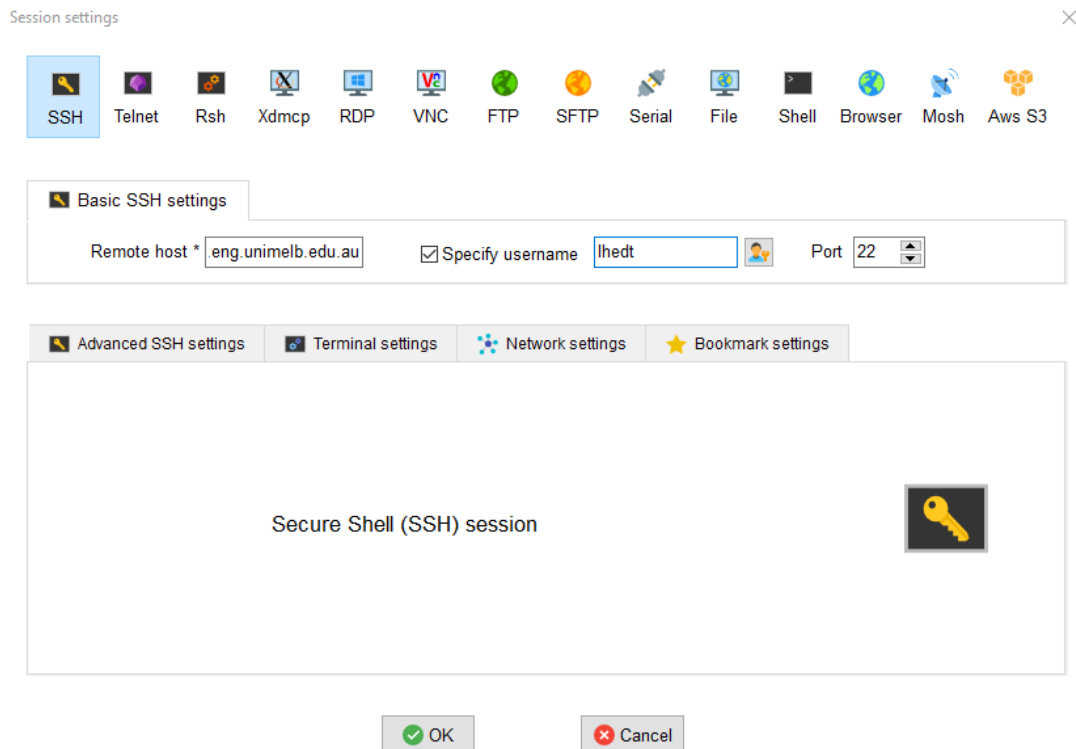 Session settings
SSH Telnet Rsh Xdmcp RDP VNC FTP SFTP Serial File Shell Browser Mosh Aws S3
Basic SSH settings
Remote host * .eng.unimelb.edu.au Specify username lhedt Port 22
Advanced SSH settings Terminal settings Network settings Bookmark settings
Secure Shell (SSH) session
OK Cancel